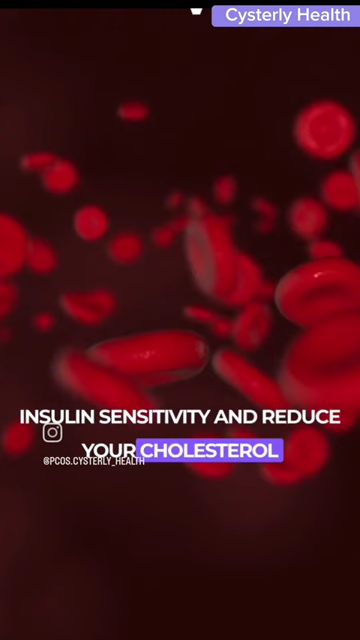 Cysterly Health
INSULIN SENSITIVITY AND REDUCE
YOUR CHOLESTEROL
@PCOS.CYSTERLY_HEALTH